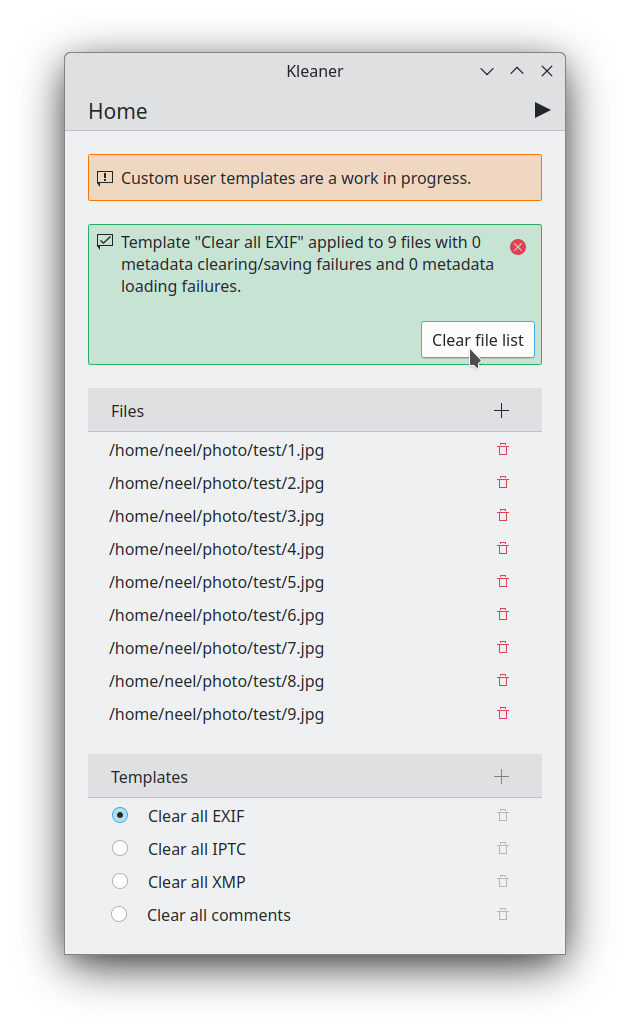 Kleaner
Home
Custom user templates are a work in progress.
Template "Clear all EXIF" applied to 9 files with 0
metadata clearing/saving failures and 0 metadata
loading failures.
Clear file list
Files
/home/neel/photo/test/1.jpg
/home/neel/photo/test/2.jpg
/home/neel/photo/test/3.jpg
/home/neel/photo/test/4.jpg
/home/neel/photo/test/5.jpg
/home/neel/photo/test/6.jpg
/home/neel/photo/test/7.jpg
/home/neel/photo/test/8.jpg
/home/neel/photo/test/9.jpg
Templates
Clear all EXIF
Clear all IPTC
Clear all XMP
Clear all comments